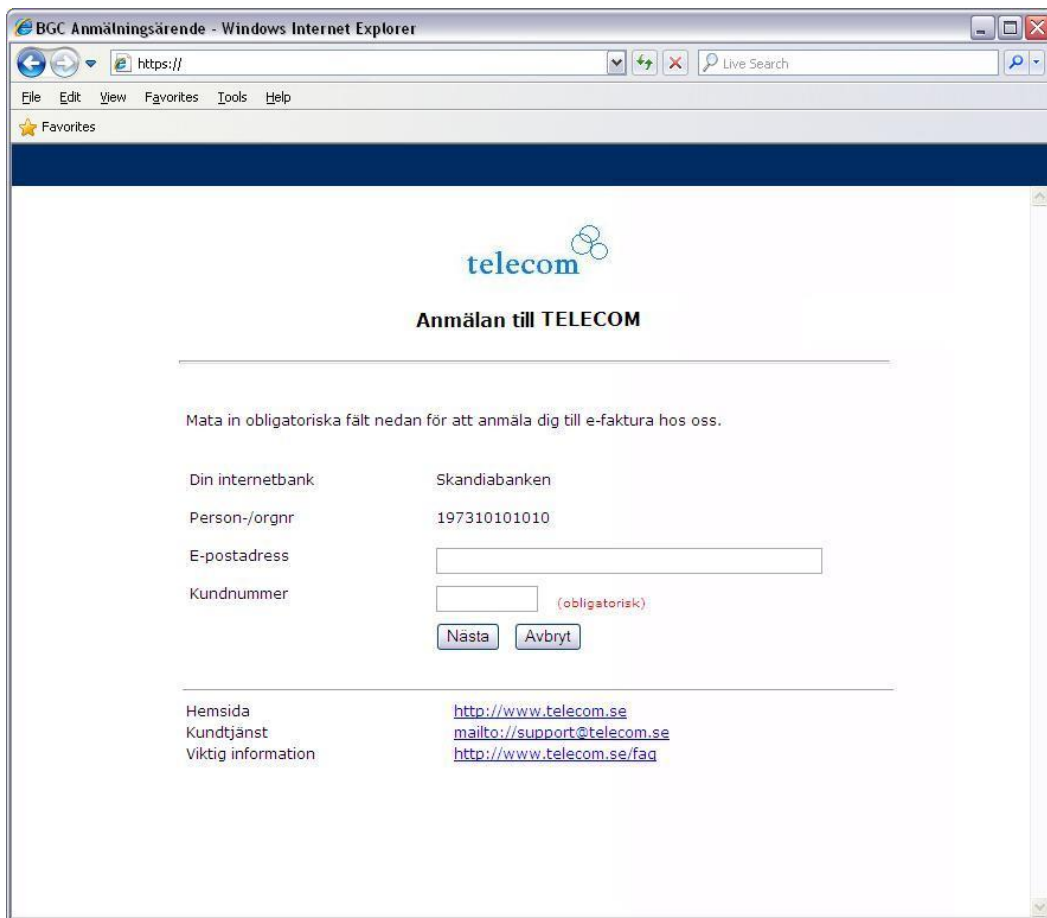 BGC Anmälningsärende - Windows Internet Explorer
https://
Live Search
File Edit View Favorites Tools Help
Favorites
telecom
Anmälan till TELECOM
Mata in obligatoriska fält nedan för att anmäla dig till e-faktura hos oss.
Din internetbank Skandiabanken
Person-/orgnr 197310101010
E-postadress
Kundnummer (obligatorisk)
Nästa Avbryt
Hemsida http://www.telecom.se
Kundtjänst mailto://support@telecom.se
Viktig information http://www.telecom.se/faq